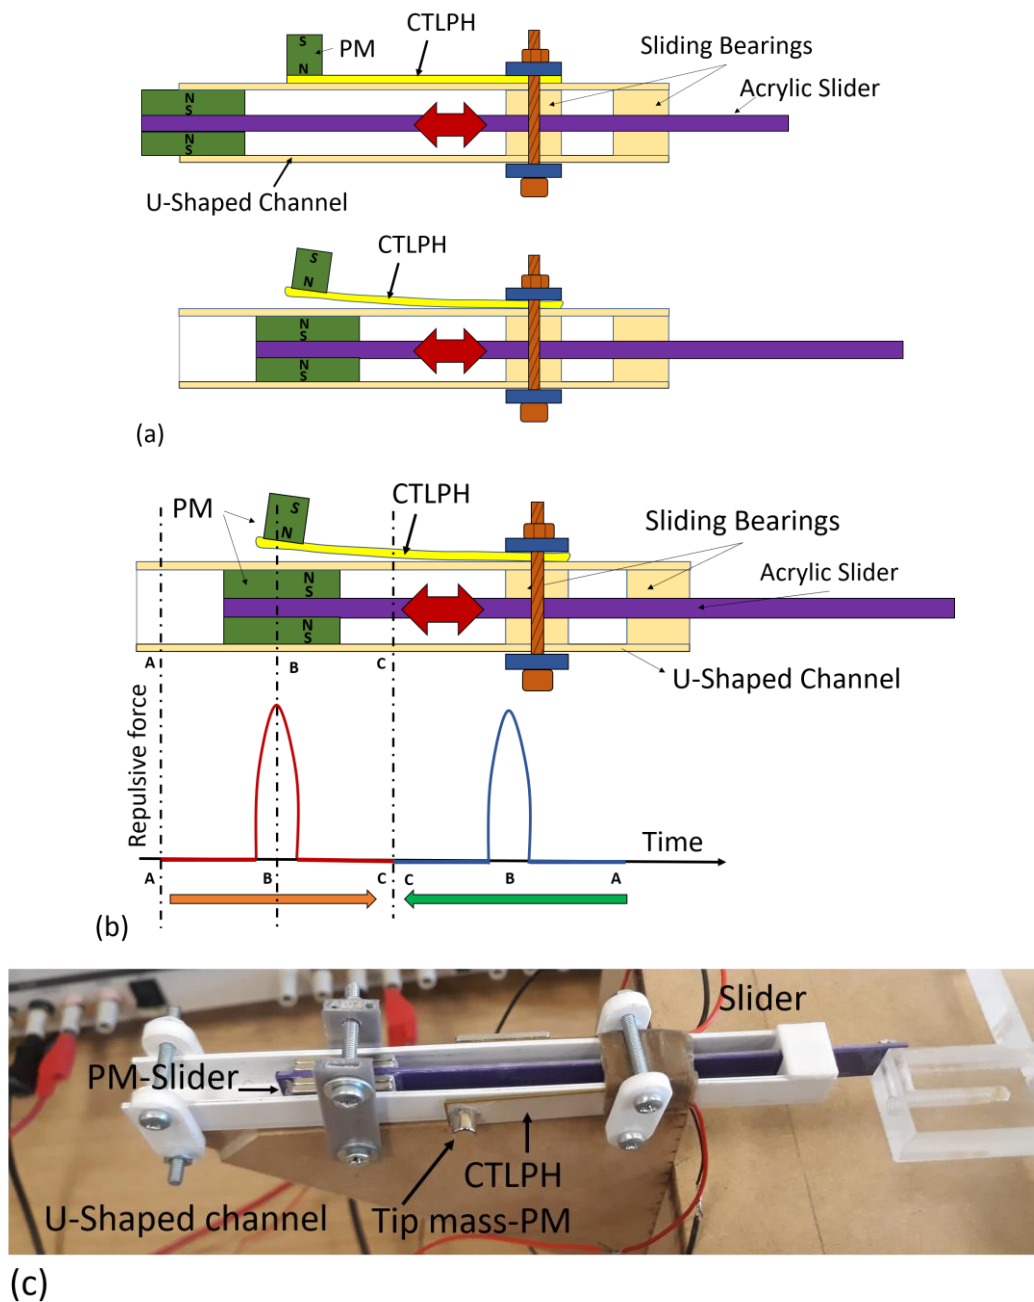 CTLPH
S
PM
N
Sliding Bearings
Acrylic Slider
N
S
N
S
U-Shaped Channel
CTLPH
S
N
N
S
N
S
(a)
PM
S
N
CTLPH
Sliding Bearings
Acrylic Slider
N
S
N
S
A
B
C
U-Shaped Channel
Repulsive force
Time
A
B
C
C
B
A
(b)
Slider
PM-Slider
CTLPH
U-Shaped channel
Tip mass-PM
(c)